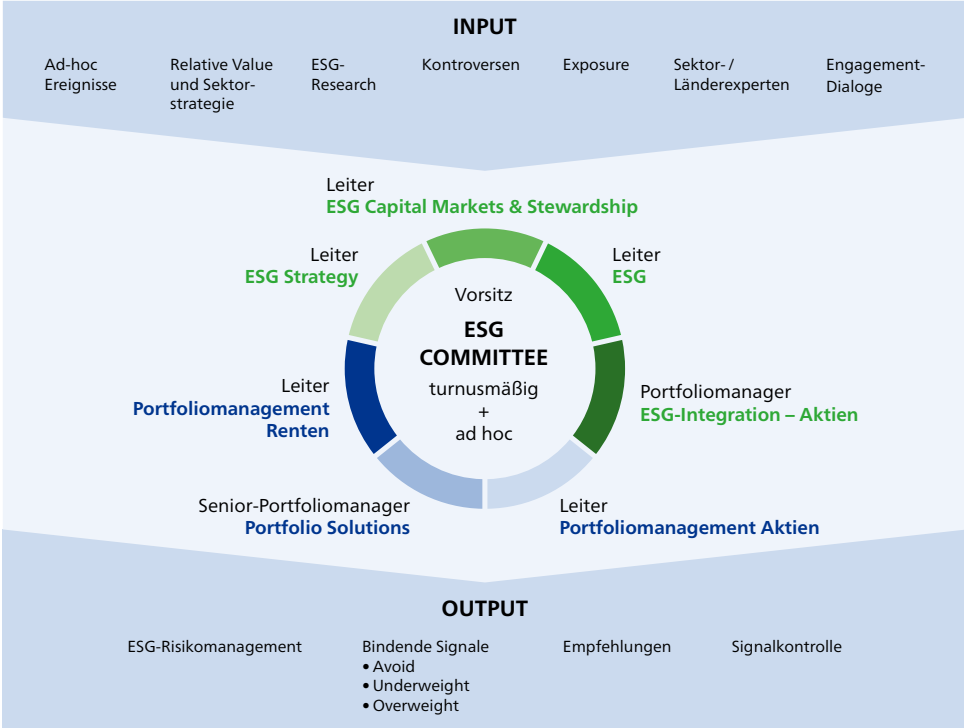 INPUT
Ad-hoc
Ereignisse
Relative Value
und Sektor-
strategie
ESG-
Research
Kontroversen
Exposure
Sektor- /
Länderexperten
Engagement-
Dialoge
Leiter
ESG Capital Markets & Stewardship
Leiter
ESG Strategy
Leiter
ESG
Vorsitz
ESG
COMMITTEE
turnusmäßig
+
ad hoc
Leiter
Portfoliomanagement
Renten
Portfoliomanager
ESG-Integration – Aktien
Senior-Portfoliomanager
Portfolio Solutions
Leiter
Portfoliomanagement Aktien
OUTPUT
ESG-Risikomanagement
Bindende Signale
• Avoid
• Underweight
• Overweight
Empfehlungen
Signalkontrolle